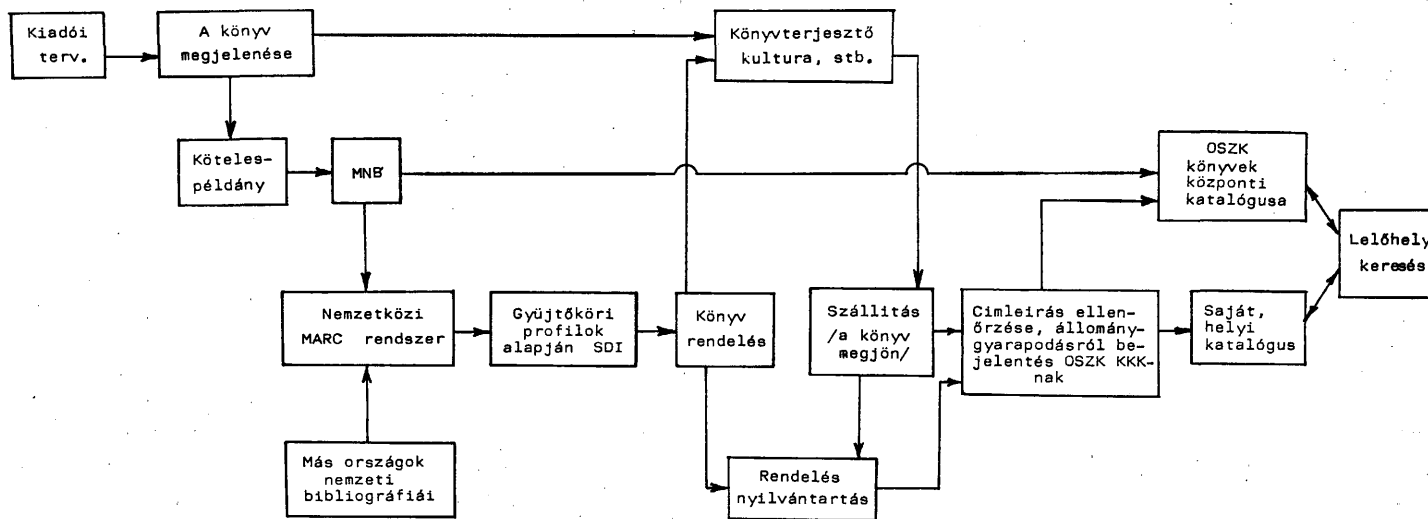 Kiadói
terv.
A könyv
megjelenése
Könyvterjesztő
kultura, stb.
Köteles-
példány
MNB
OSZK
könyvek
központi
katalógusa
Lelőhely
keresés
Nemzetközi
MARC rendszer
Gyüjtőköri
profilok
alapján SDI
Könyv
rendelés
Szállitás
/a könyv
megjön/
Cimleirás ellen-
őrzése, állomány-
gyarapodásról be-
jelentés OSZK KKK-
nak
Saját,
helyi
katalógus
Más országok
nemzeti
bibliográfiái
Rendelés
nyilvántartás